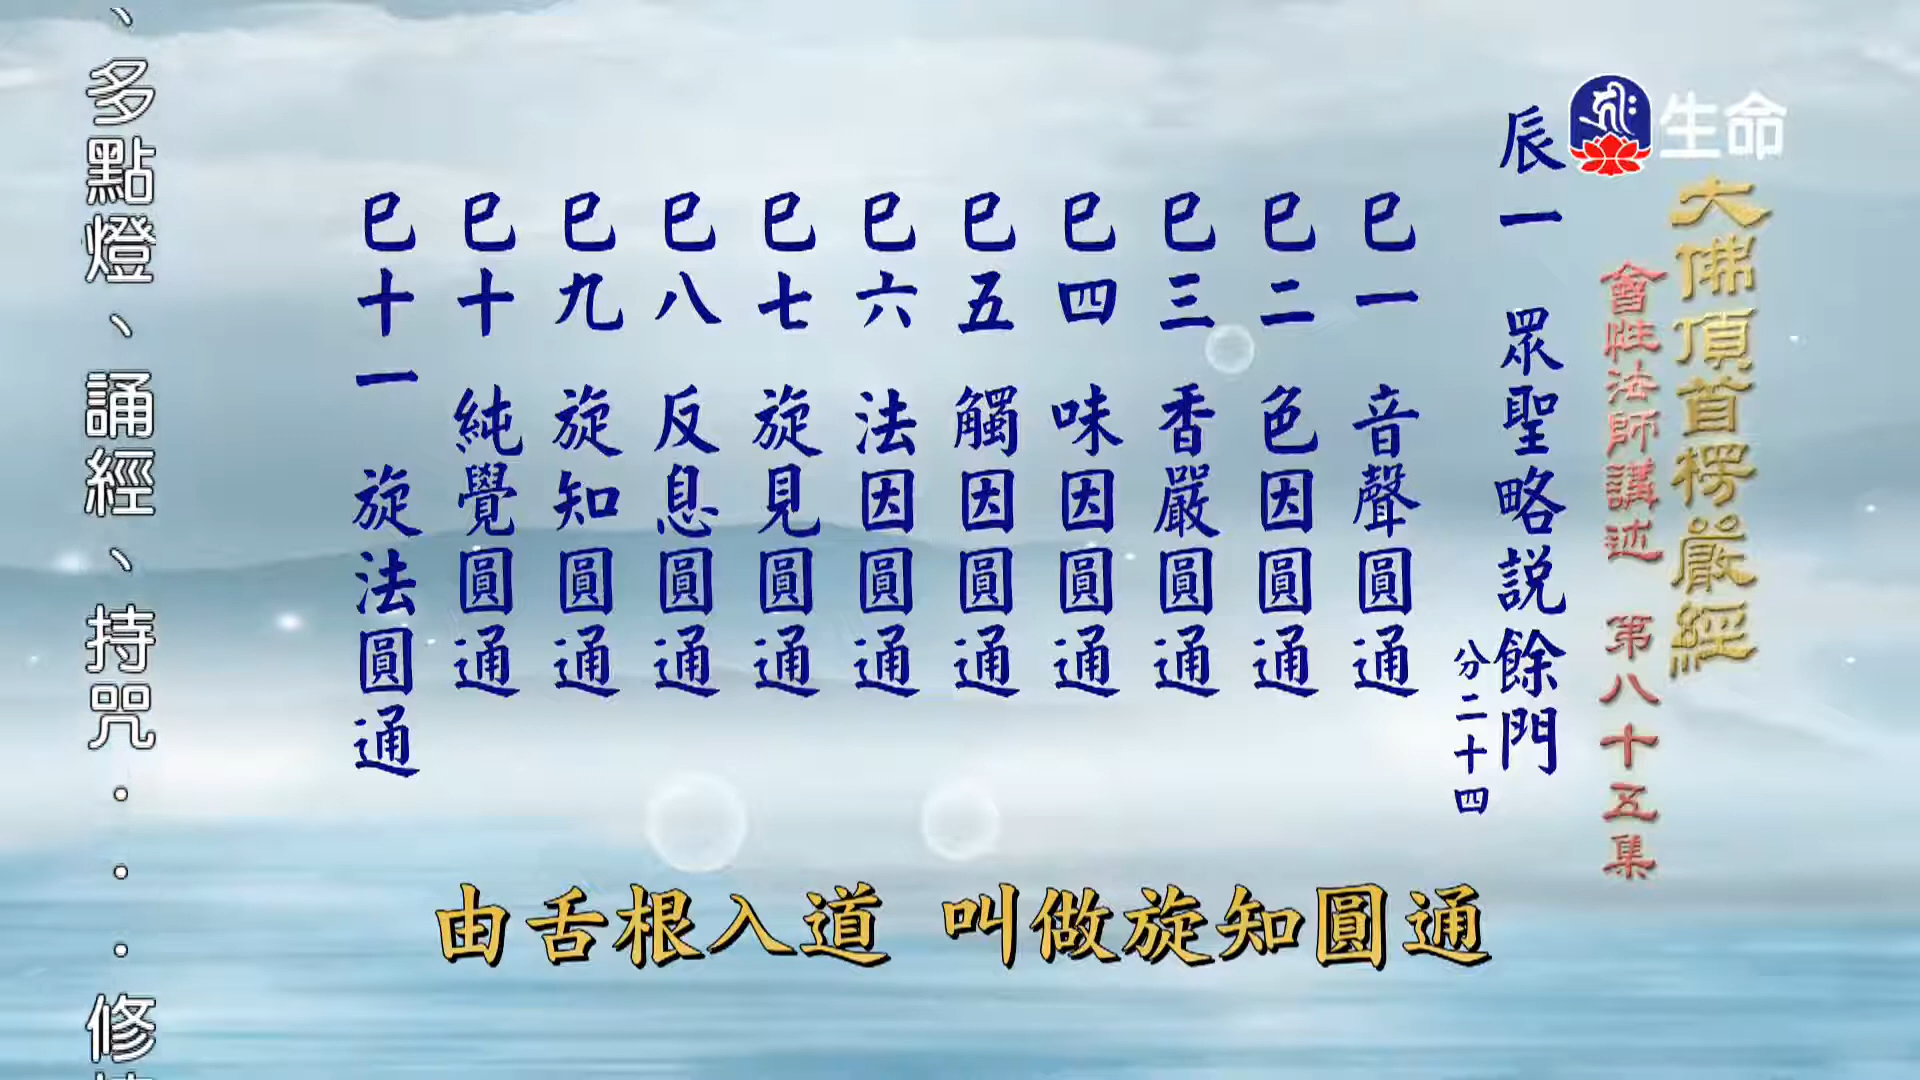 生命
大佛頂首楞嚴經
會性法師講述 第八十五集
辰一 眾聖略説餘門 分二十四
巳一 音聲圓通
巳二 色因圓通
巳三 香嚴圓通
巳四 味因圓通
巳五 觸因圓通
巳六 法因圓通
巳七 旋見圓通
巳八 反息圓通
巳九 旋知圓通
巳十 純覺圓通
巳十一 旋法圓通
、多點燈、誦經、持咒...修
由舌根入道 叫做旋知圓通